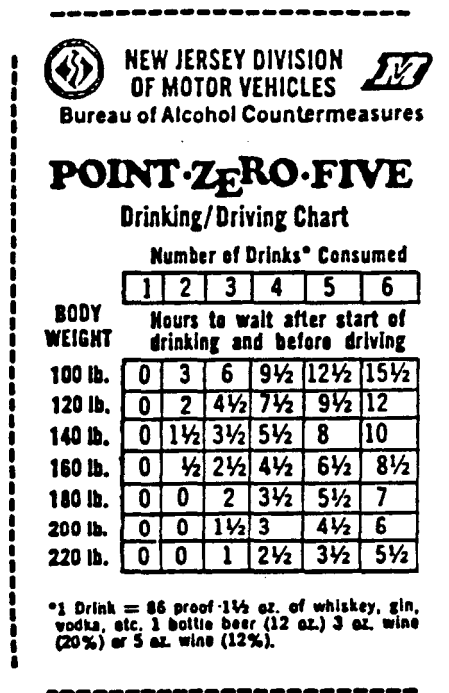 NEW JERSEY DIVISION
OF MOTOR VEHICLES
Bureau of Alcohol Countermeasures
POINT·ZERO·FIVE
Drinking/Driving Chart
Number of Drinks* Consumed
1 2 3 4 5 6
BODY WEIGHT
Hours to wait after start of
drinking and before driving
100 lb. 0 3 6 9½ 12½ 15½
120 lb. 0 2 4½ 7½ 9½ 12
140 lb. 0 1½ 3½ 5½ 8 10
160 lb. 0 ½ 2½ 4½ 6½ 8½
180 lb. 0 0 2 3½ 5½ 7
200 lb. 0 0 1½ 3 4½ 6
220 lb. 0 0 1 2½ 3½ 5½
*1 Drink = 86 proof·1½ oz. of whiskey, gin,
vodka, etc. 1 bottle beer (12 oz.) 3 oz. wine
(20%) or 5 oz. wine (12%).